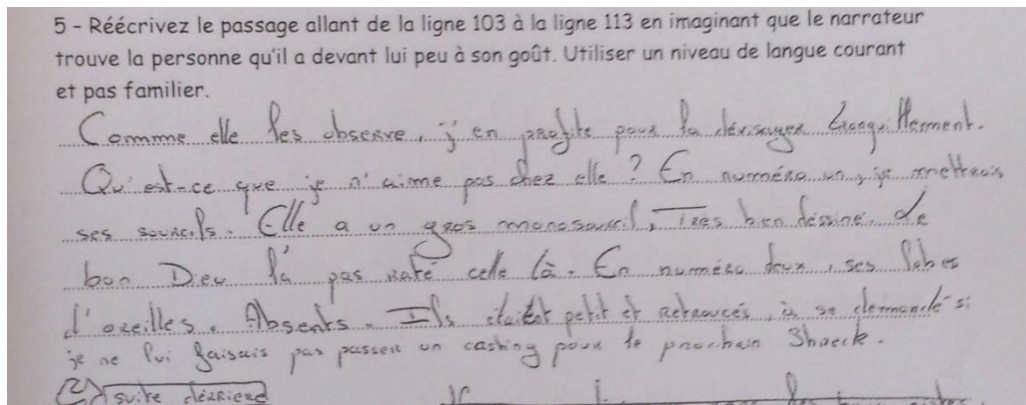 5 - Réécrivez le passage allant de la ligne 103 à la ligne 113 en imaginant que le narrateur
trouve la personne qu'il a devant lui peu à son goût. Utiliser un niveau de langue courant
et pas familier.
Comme elle les observe, j'en profite pour la dévisager tranquillement.
Qu'est-ce que je n'aime pas chez elle ? En numéro un, je mettrais
ses sourcils. Elle a un gros monosourcil, Très bien dessiné. Le
bon Dieu l'a pas raté celle là. En numéro deux, ses lobes
d'oreilles. Absents. Ils étaient petit et retroucés, à se demandé si
je ne lui faisais pas passer un casting pour le prochain Shreck.
(2) suite dérriere